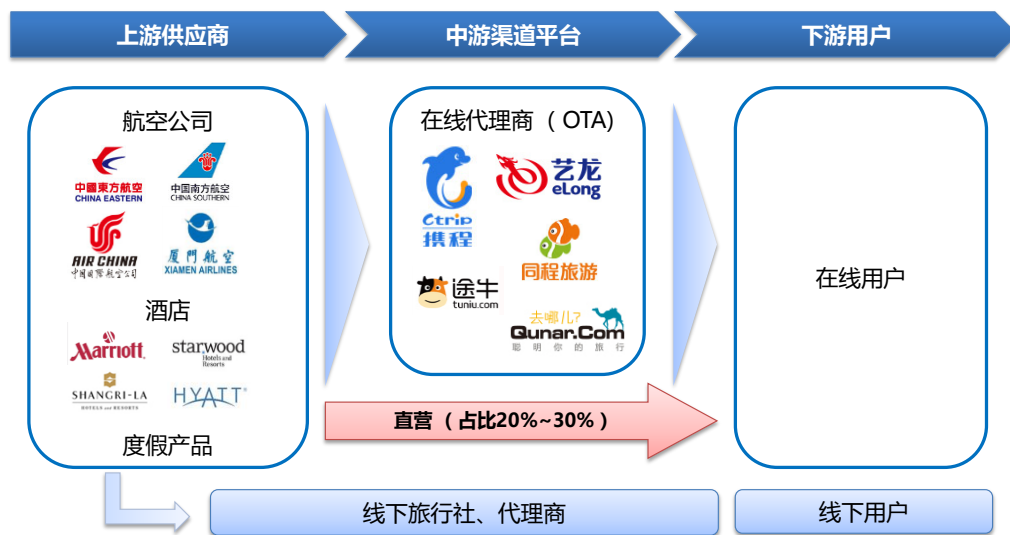 上游供应商
中游渠道平台
下游用户
航空公司
中國東方航空
CHINA EASTERN
中国南方航空
CHINA SOUTHERN
AIR CHINA
中国国際航空公司
厦門航空
XIAMEN AIRLINES
酒店
Marriott
starwood
Hotels and
Resorts
SHANGRI-LA
HOTELS and RESORTS
HYATT®
度假产品
在线代理商（ OTA)
Ctrip
携程
艺龙
eLong
同程旅游
途牛
tuniu.com
去哪儿?
Qunar.Com
聪明你的旅行
直营（ 占比20%~30% ）
在线用户
线下旅行社、代理商
线下用户